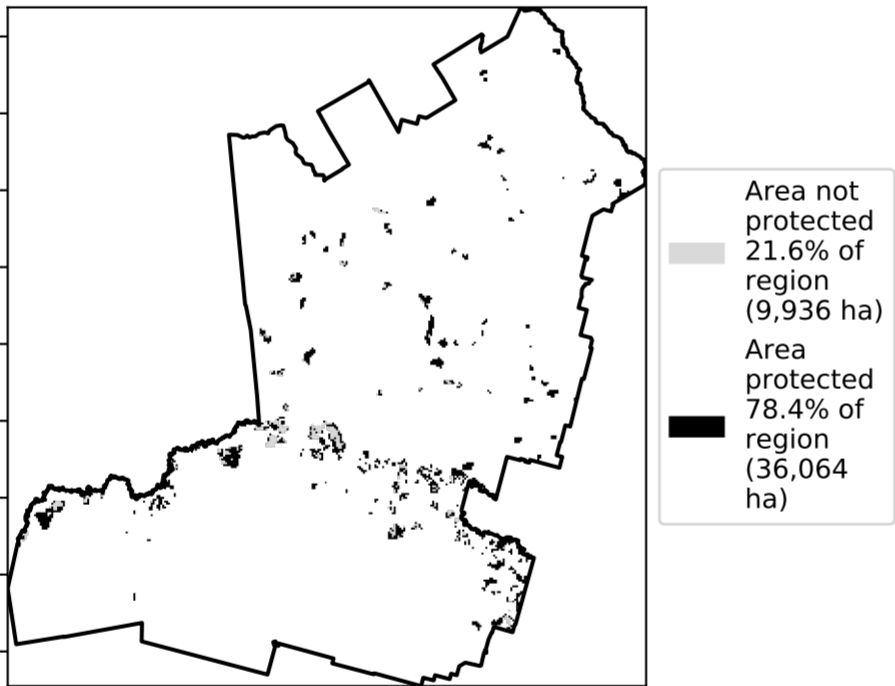 Area not
protected
21.6% of
region
(9,936 ha)
Area
protected
78.4% of
region
(36,064
ha)